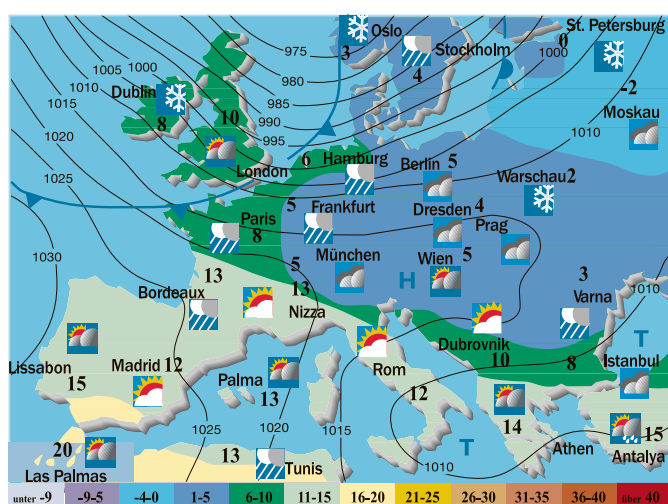 975
Oslo
3
St. Petersburg
0
1000
Stockholm
4
980
1005
1000
985
1010
Dublin
8
1015
990
10
-2
Moskau
1020
995
1010
London
6
Hamburg
Berlin
5
1025
Warschau
2
5
Paris
8
Frankfurt
Dresden
4
Prag
1030
5
München
Wien
5
H
13
13
3
1010
Bordeaux
Nizza
Varna
Dubrovnik
T
10
Lissabon
15
Madrid
12
Palma
13
Rom
8
Istanbul
12
1025
1020
1015
14
15
20
13
T
Athen
Antalya
Las Palmas
Tunis
1010
unter -9
-9-5
-4-0
1-5
6-10
11-15
16-20
21-25
26-30
31-35
36-40
über 40